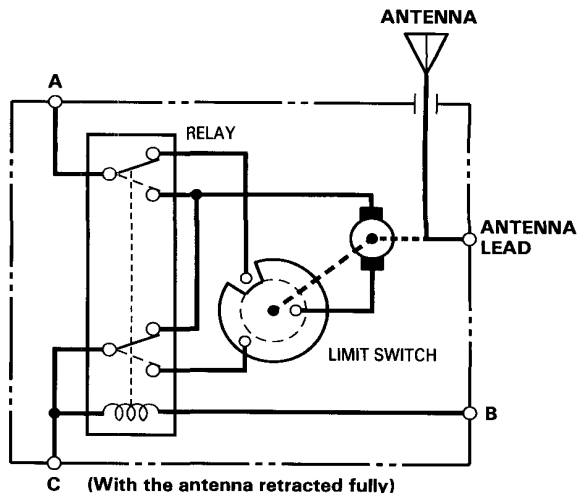 ANTENNA
A
RELAY
ANTENNA
LEAD
LIMIT SWITCH
B
C (With the antenna retracted fully)